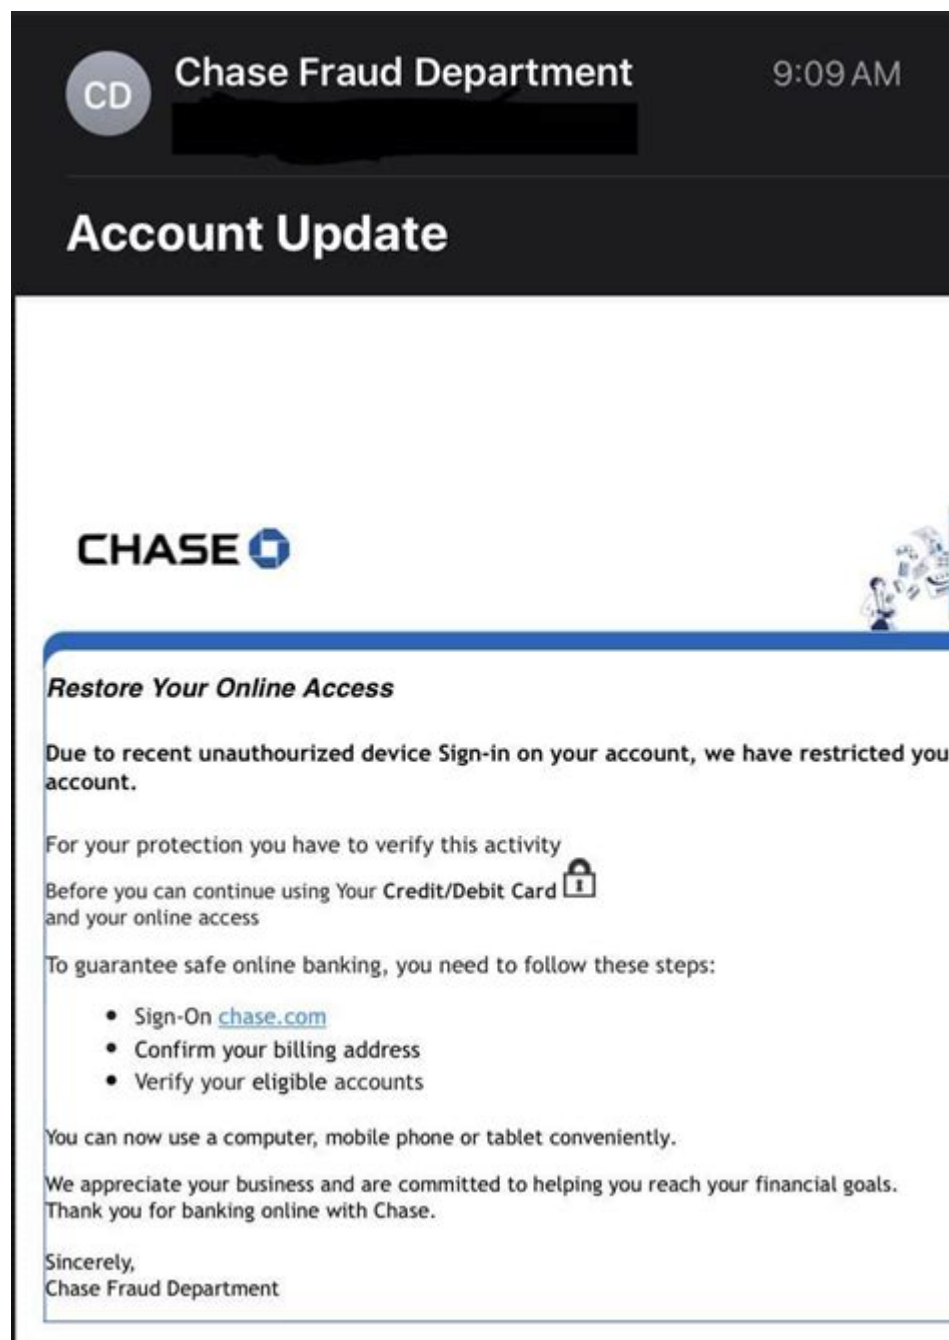 CD
Chase Fraud Department
9:09 AM
Account Update
CHASE
Restore Your Online Access
Due to recent unauthourized device Sign-in on your account, we have restricted you
account.
For your protection you have to verify this activity
Before you can continue using Your Credit/Debit Card
and your online access
To guarantee safe online banking, you need to follow these steps:
• Sign-On chase.com
• Confirm your billing address
• Verify your eligible accounts
You can now use a computer, mobile phone or tablet conveniently.
We appreciate your business and are committed to helping you reach your financial goals.
Thank you for banking online with Chase.
Sincerely,
Chase Fraud Department